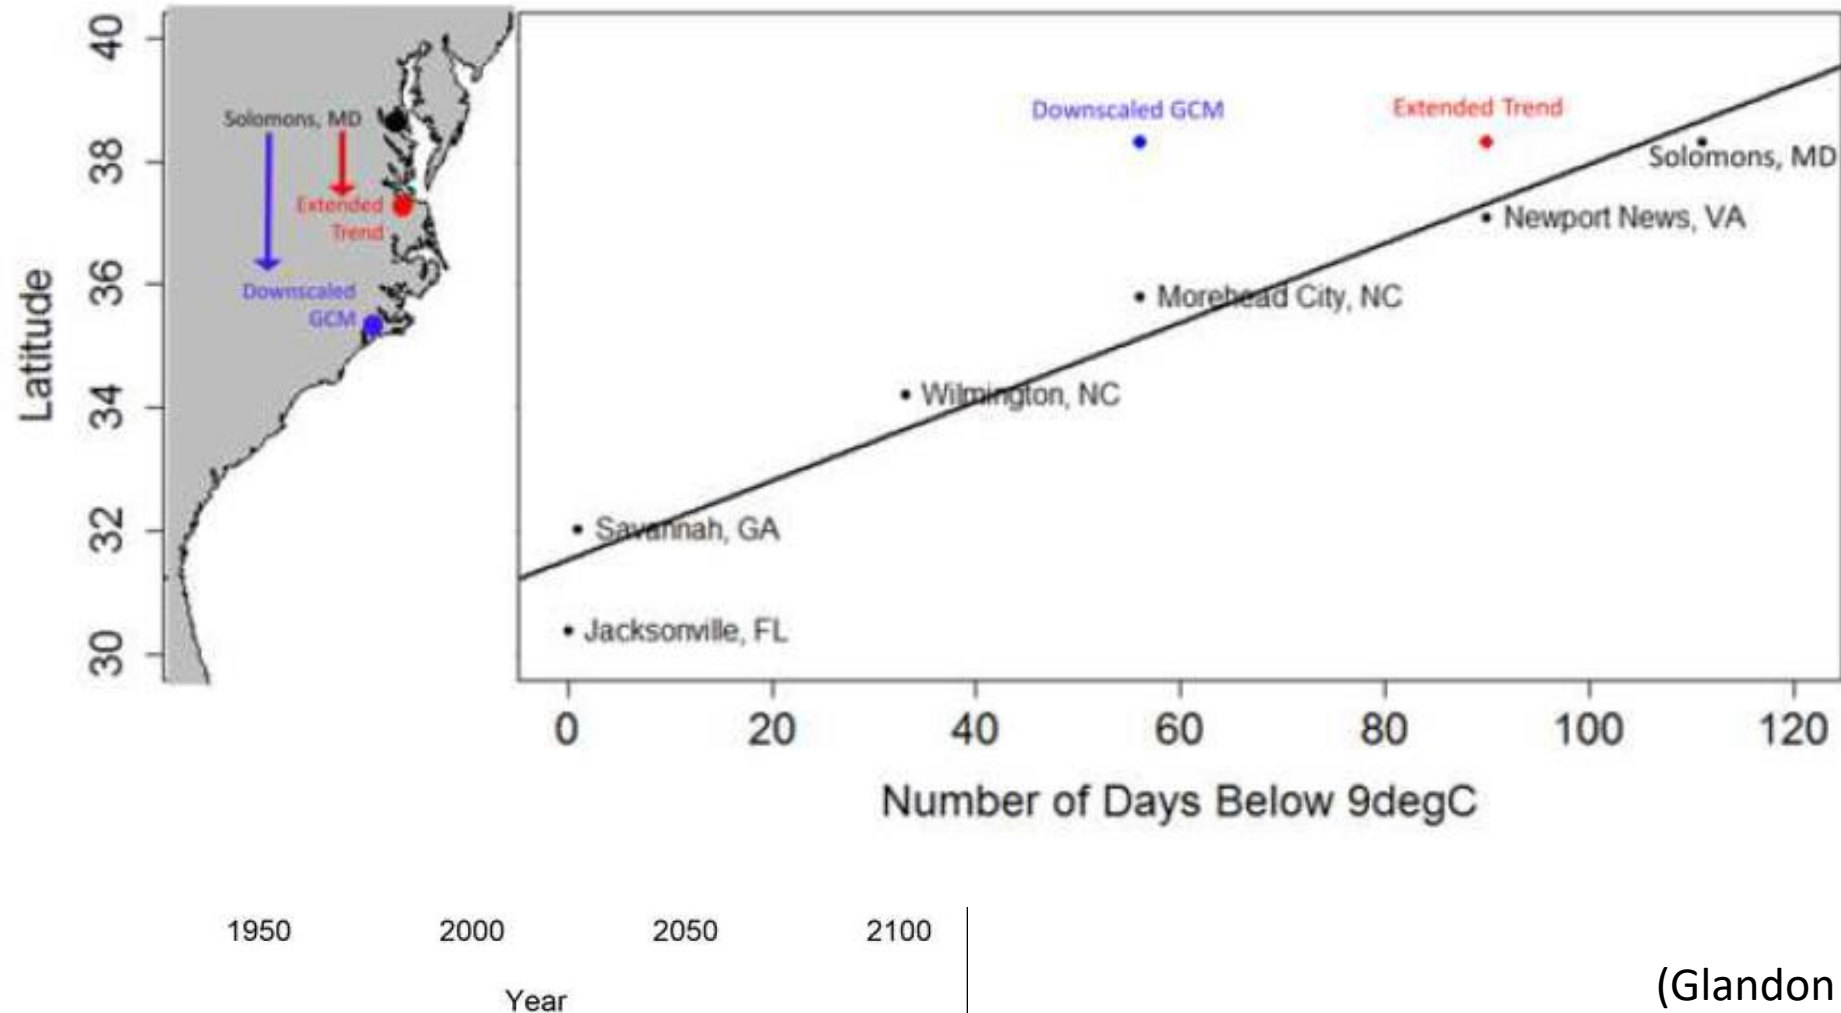 Latitude
40
38
36
34
32
30
Solomons, MD
Extended
Trend
Downscaled
GCM
Downscaled GCM
Extended Trend
Solomons, MD
Newport News, VA
Morehead City, NC
Wilmington, NC
Savannah, GA
Jacksonville, FL
0 20 40 60 80 100 120
Number of Days Below 9degC
1950 2000 2050 2100
Year
(Glandon